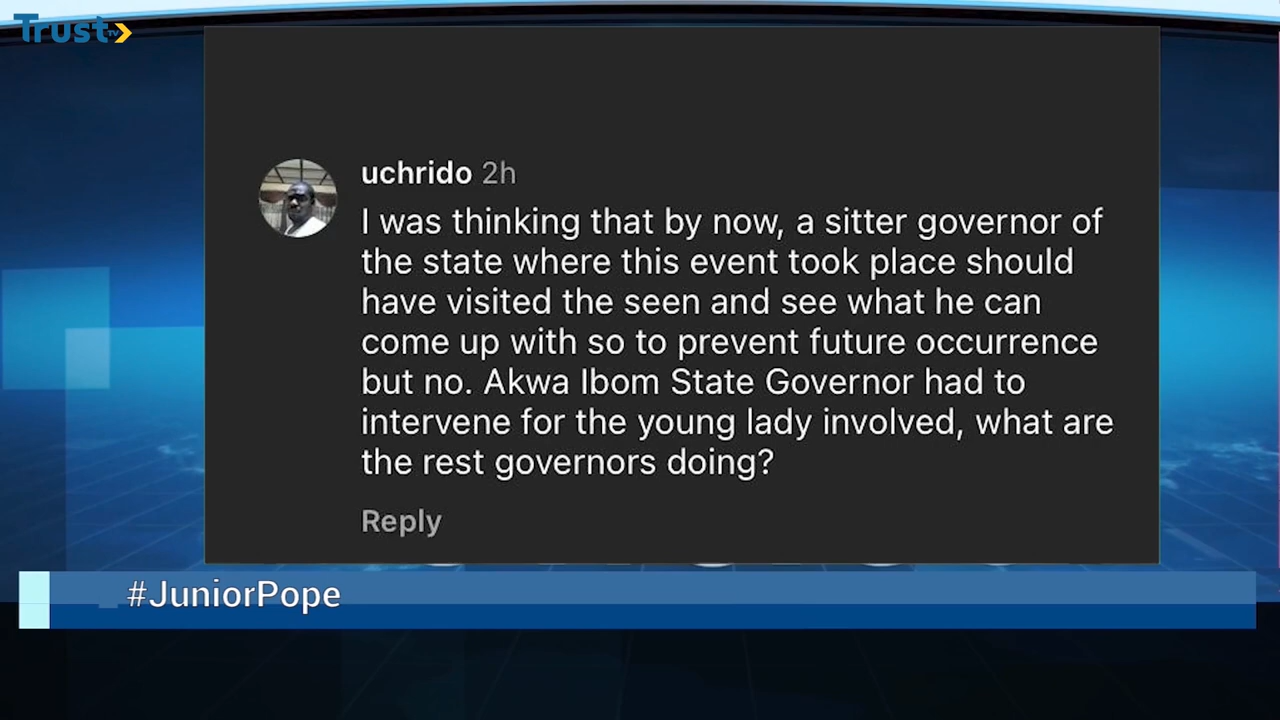 Trust TV
uchrido 2h
I was thinking that by now, a sitter governor of
the state where this event took place should
have visited the seen and see what he can
come up with so to prevent future occurrence
but no. Akwa Ibom State Governor had to
intervene for the young lady involved, what are
the rest governors doing?
Reply
#JuniorPope